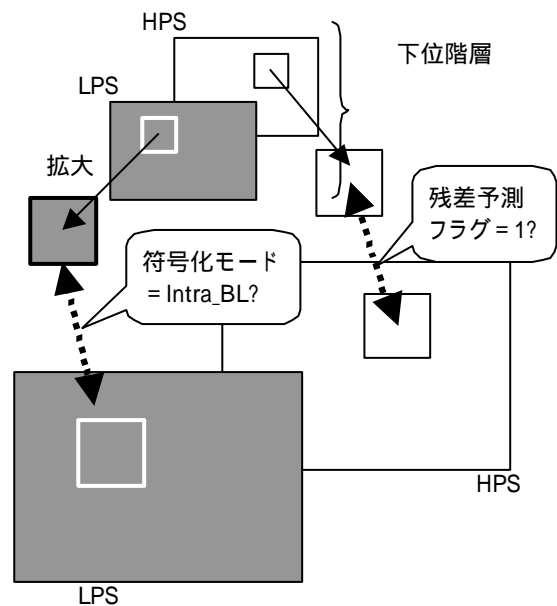 HPS
下位階層
LPS
拡大
残差予測
フラグ = 1?
符号化モード
= Intra_BL?
HPS
LPS